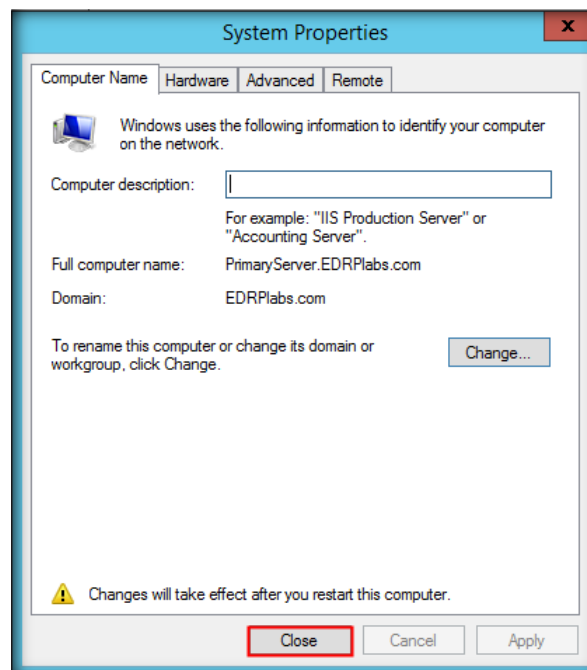 System Properties
x
Computer Name Hardware Advanced Remote
Windows uses the following information to identify your computer
on the network.
Computer description:
For example: "IIS Production Server" or
"Accounting Server".
Full computer name: PrimaryServer.EDRPlabs.com
Domain: EDRPlabs.com
To rename this computer or change its domain or
workgroup, click Change.
Change...
Changes will take effect after you restart this computer.
Close Cancel Apply